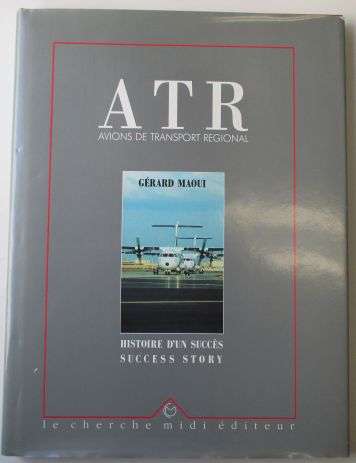 ATR
AVIONS DE TRANSPORT REGIONAL
GÉRARD MAOUI
HISTOIRE D'UN SUCCÈS
SUCCESS STORY
le cherche midi éditeur